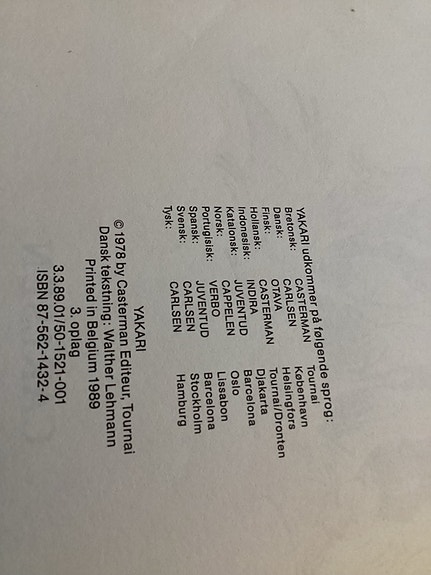 YAKARI udkommer på følgende sprog:
Bretonsk: CASTERMAN Tournai
Dansk: CARLSEN København
Finsk: OTAVA Helsingfors
Hollansk: CASTERMAN Tournai/Dronten
Indonesisk: INDIRA Djakarta
Katalonsk: JUVENTUD Barcelona
Norsk: CAPPELEN Oslo
Portugisisk: VERBO Lissabon
Spansk: JUVENTUD Barcelona
Svensk: CARLSEN Stockholm
Tysk: CARLSEN Hamburg
YAKARI
© 1978 by Casterman Editeur, Tournai
Dansk tekstning: Walther Lehmann
Printed in Belgium 1989
3. oplag
3.3.89.01/50-1521-001
ISBN 87-562-1432-4